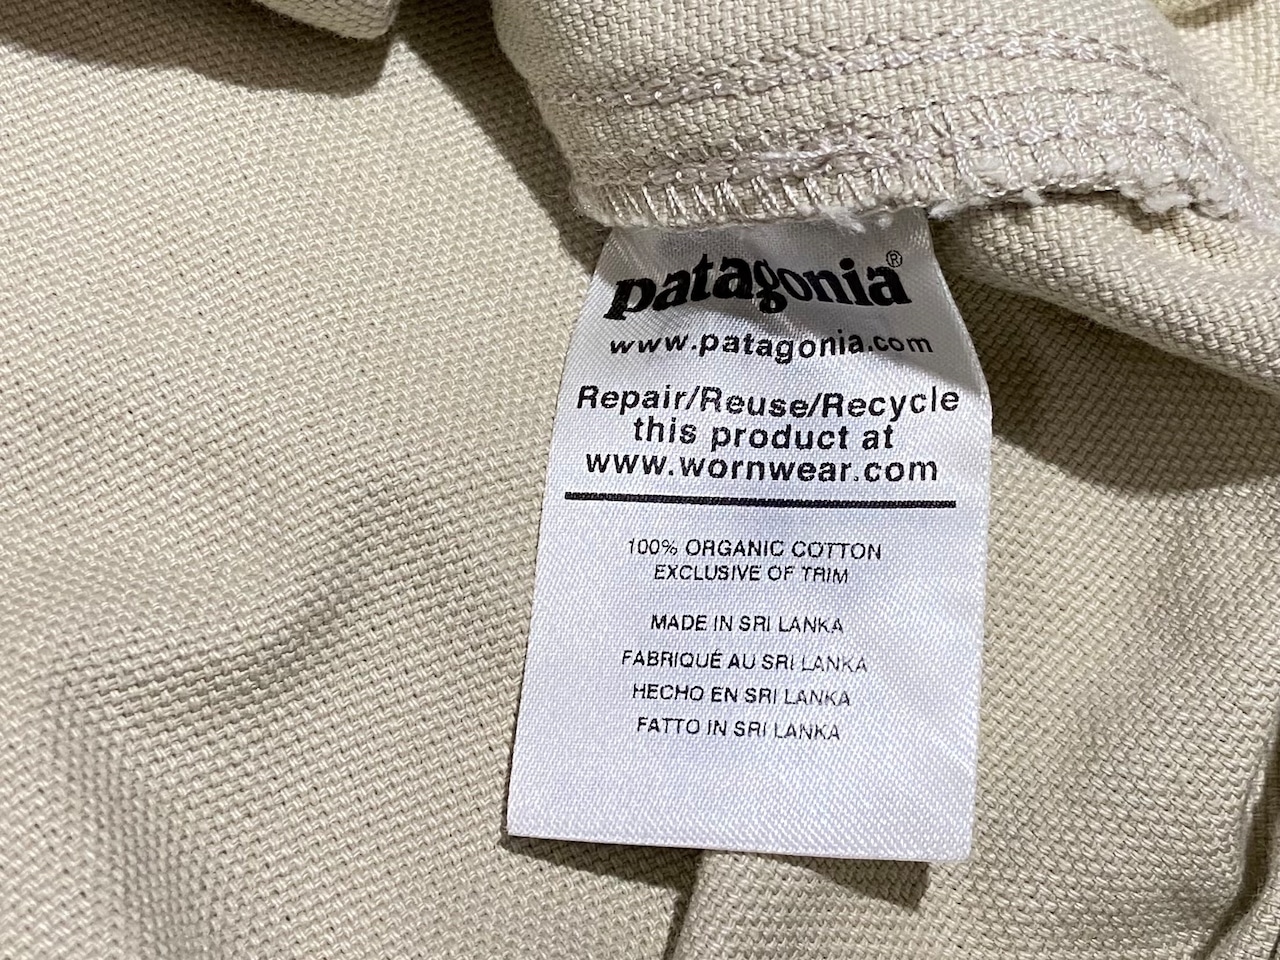 patagonia®
www.patagonia.com
Repair/Reuse/Recycle
this product at
www.wornwear.com
100% ORGANIC COTTON
EXCLUSIVE OF TRIM
MADE IN SRI LANKA
FABRIQUÉ AU SRI LANKA
HECHO EN SRI LANKA
FATTO IN SRI LANKA